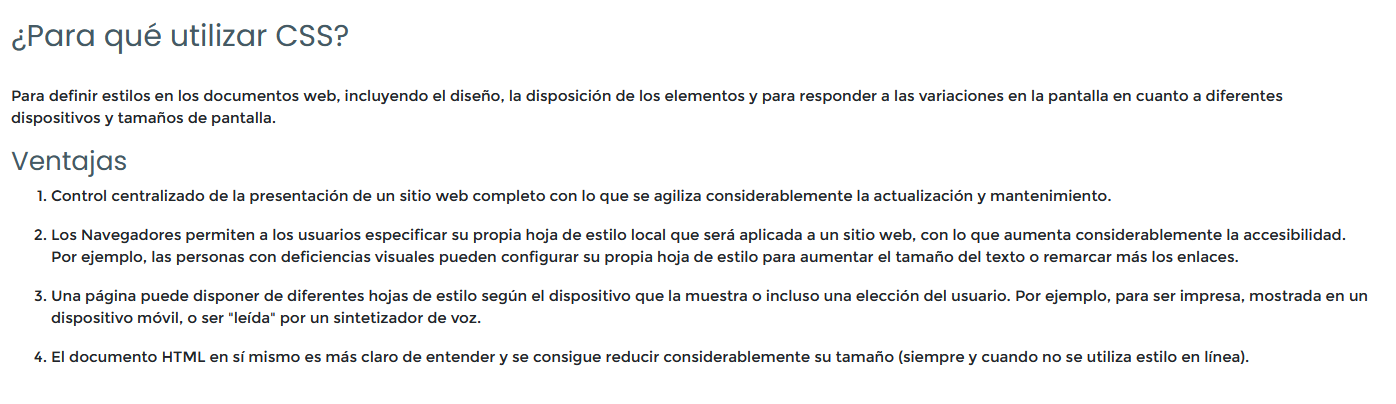 ¿Para qué utilizar CSS?
Para definir estilos en los documentos web, incluyendo el diseño, la disposición de los elementos y para responder a las variaciones en la pantalla en cuanto a diferentes
dispositivos y tamaños de pantalla.
Ventajas
1. Control centralizado de la presentación de un sitio web completo con lo que se agiliza considerablemente la actualización y mantenimiento.
2. Los Navegadores permiten a los usuarios especificar su propia hoja de estilo local que será aplicada a un sitio web, con lo que aumenta considerablemente la accesibilidad.
Por ejemplo, las personas con deficiencias visuales pueden configurar su propia hoja de estilo para aumentar el tamaño del texto o remarcar más los enlaces.
3. Una página puede disponer de diferentes hojas de estilo según el dispositivo que la muestra o incluso una elección del usuario. Por ejemplo, para ser impresa, mostrada en un
dispositivo móvil, o ser "leída" por un sintetizador de voz.
4. El documento HTML en sí mismo es más claro de entender y se consigue reducir considerablemente su tamaño (siempre y cuando no se utiliza estilo en línea).